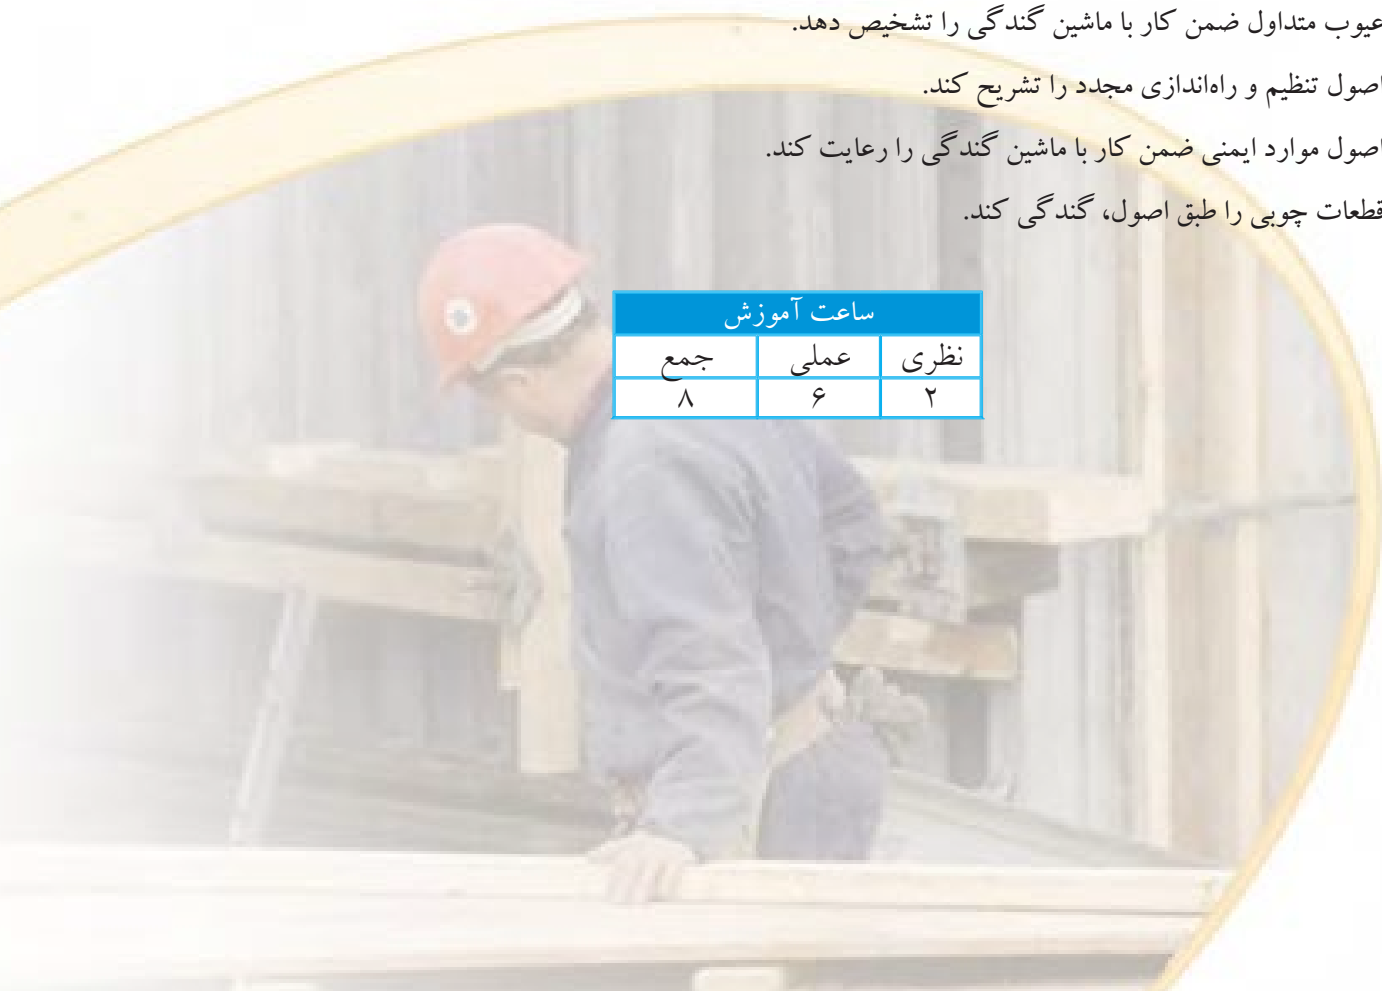 عیوب متداول ضمن کار با ماشین گندگی را تشخیص دهد.
اصول تنظیم و راه‌اندازی مجدد را تشریح کند.
اصول موارد ایمنی ضمن کار با ماشین گندگی را رعایت کند.
قطعات چوبی را طبق اصول، گندگی کند.
ساعت آموزش
نظری عملی جمع
۲ ۶ ۸